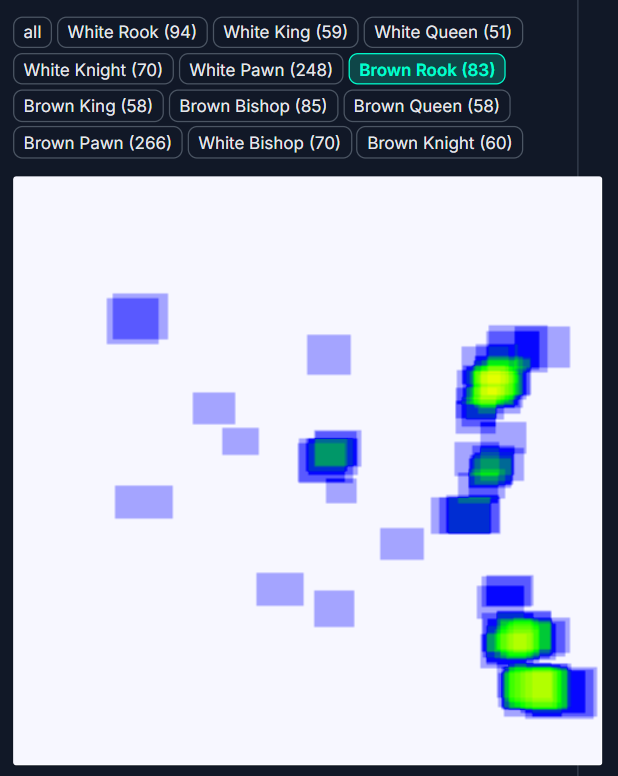 all White Rook (94) White King (59) White Queen (51)
White Knight (70) White Pawn (248) Brown Rook (83)
Brown King (58) Brown Bishop (85) Brown Queen (58)
Brown Pawn (266) White Bishop (70) Brown Knight (60)